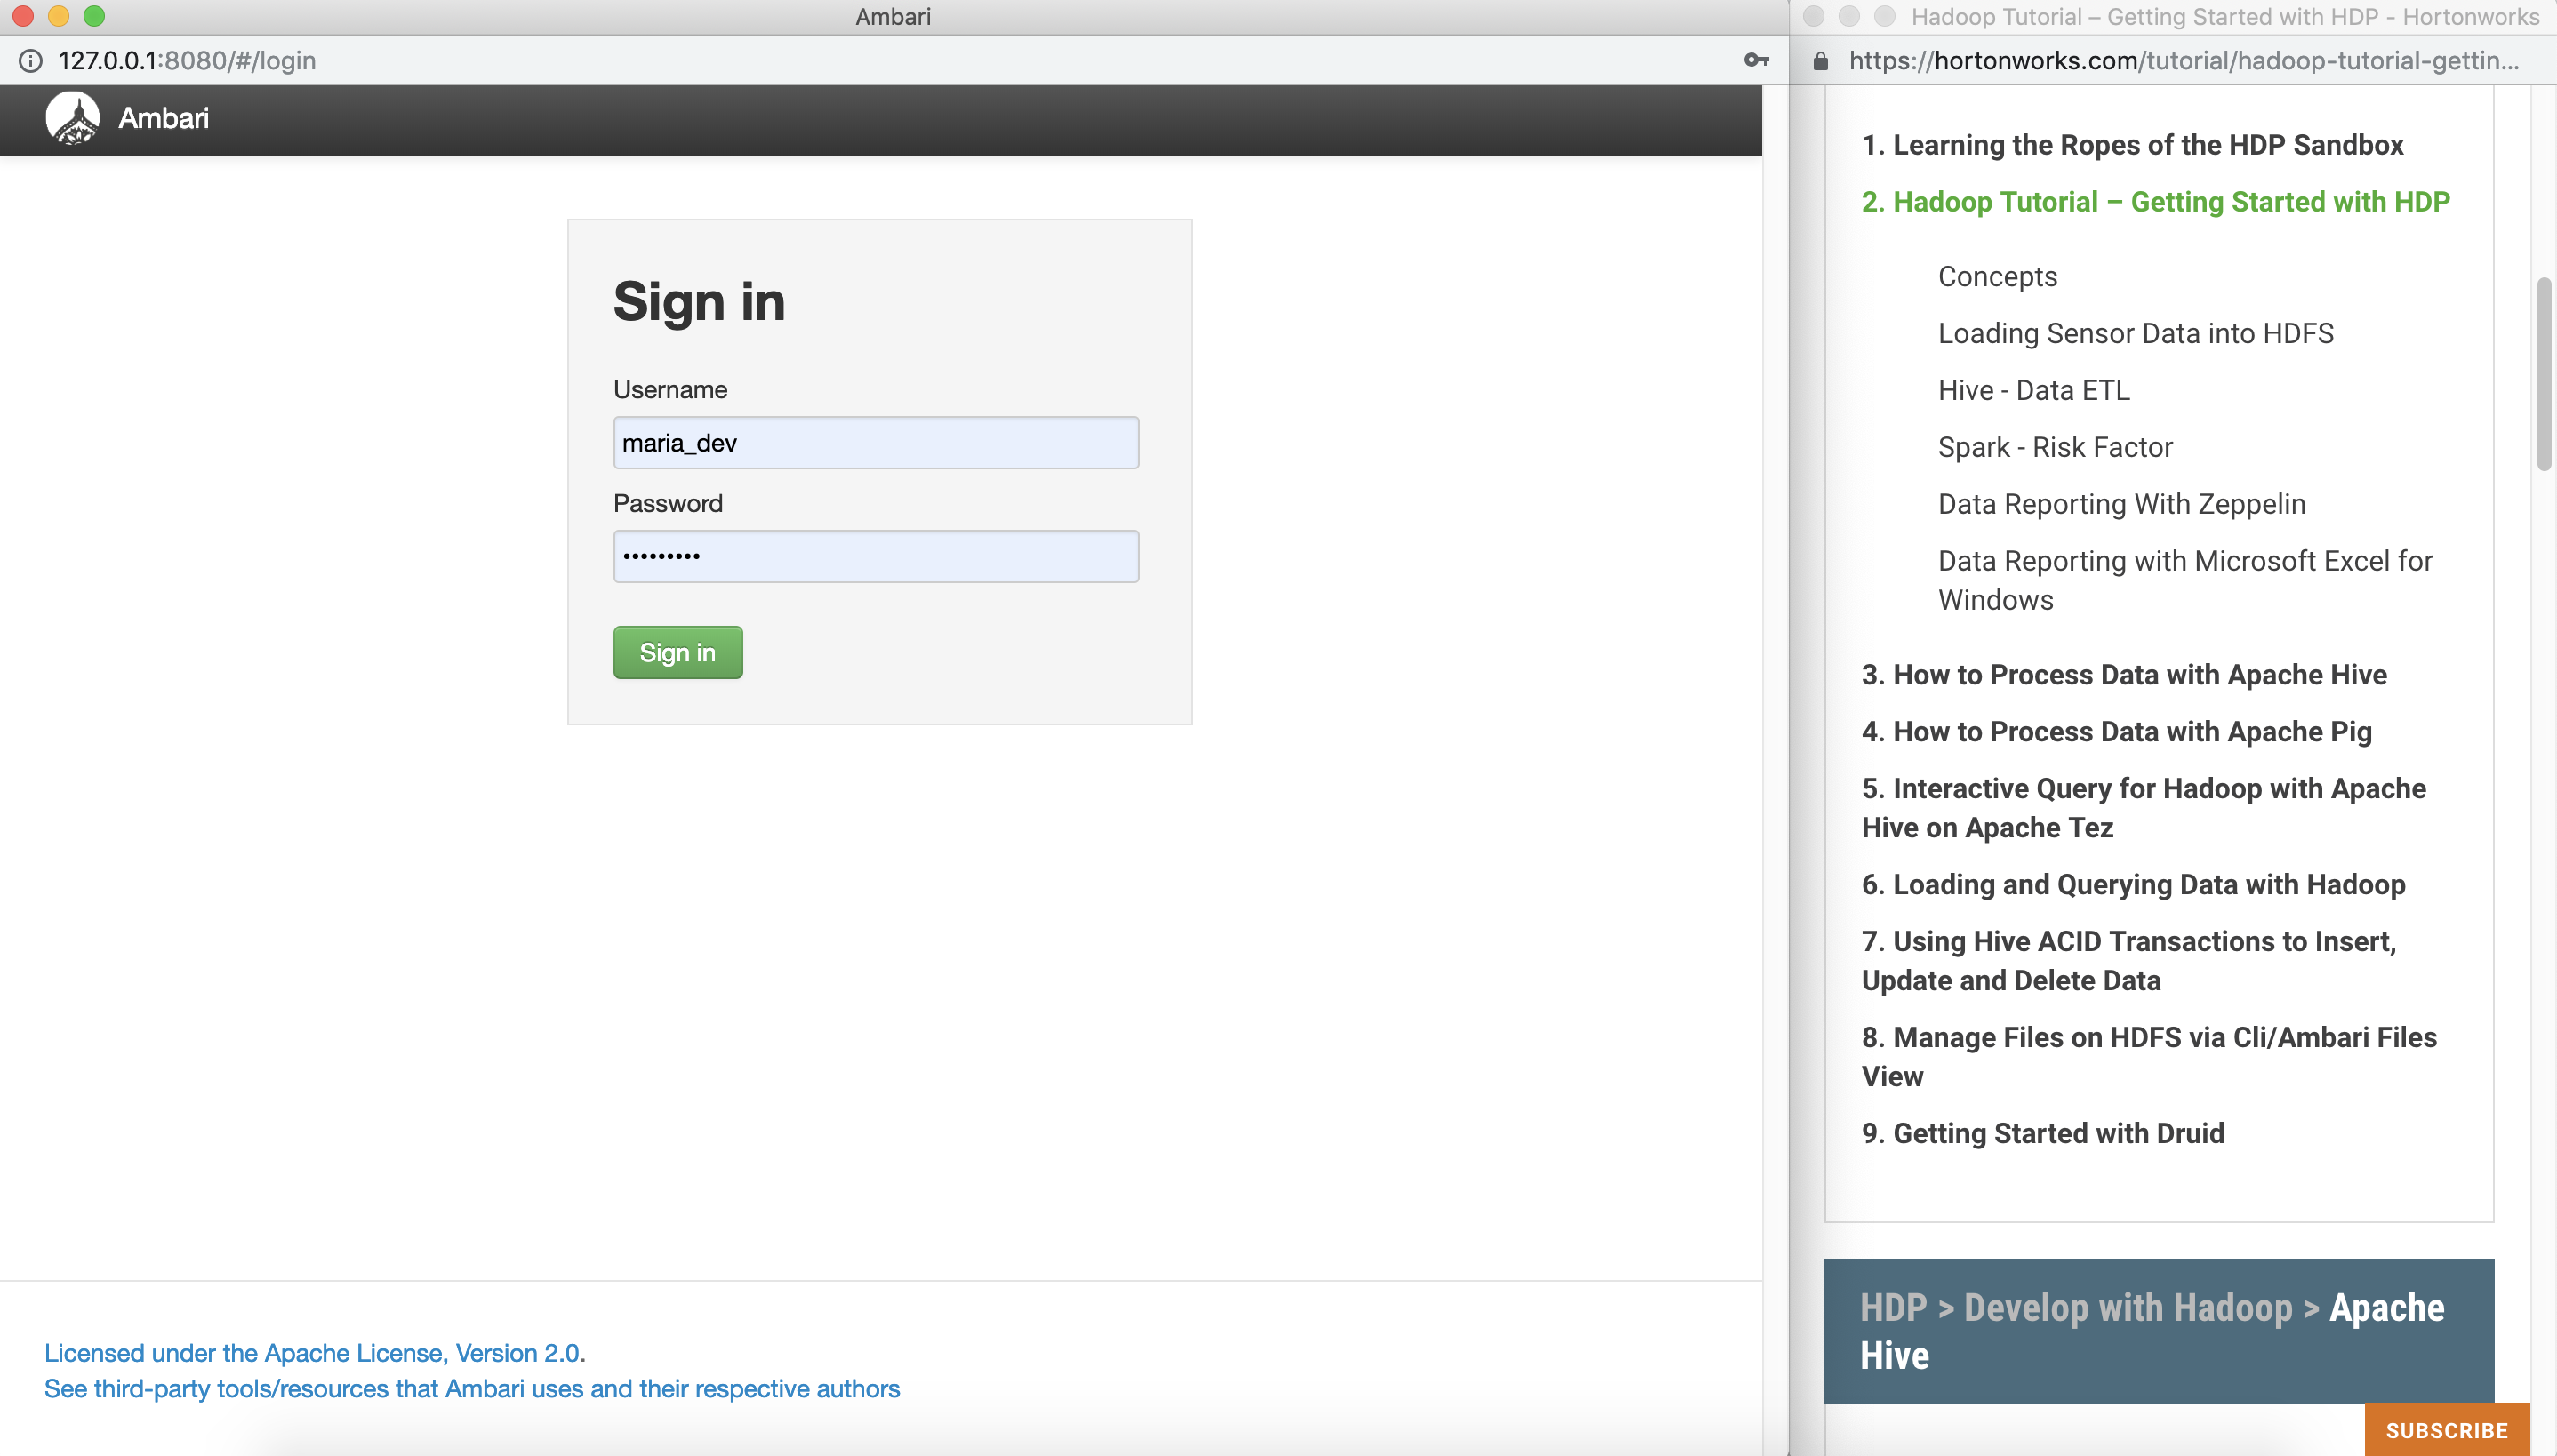 Ambari
127.0.0.1:8080/#/login
Ambari
Sign in
Username
maria_dev
Password
•••••••••
Sign in
Licensed under the Apache License, Version 2.0.
See third-party tools/resources that Ambari uses and their respective authors
Hadoop Tutorial – Getting Started with HDP - Hortonworks
https://hortonworks.com/tutorial/hadoop-tutorial-gettin...
1. Learning the Ropes of the HDP Sandbox
2. Hadoop Tutorial – Getting Started with HDP
Concepts
Loading Sensor Data into HDFS
Hive - Data ETL
Spark - Risk Factor
Data Reporting With Zeppelin
Data Reporting with Microsoft Excel for
Windows
3. How to Process Data with Apache Hive
4. How to Process Data with Apache Pig
5. Interactive Query for Hadoop with Apache
Hive on Apache Tez
6. Loading and Querying Data with Hadoop
7. Using Hive ACID Transactions to Insert,
Update and Delete Data
8. Manage Files on HDFS via Cli/Ambari Files
View
9. Getting Started with Druid
HDP > Develop with Hadoop > Apache
Hive
SUBSCRIBE